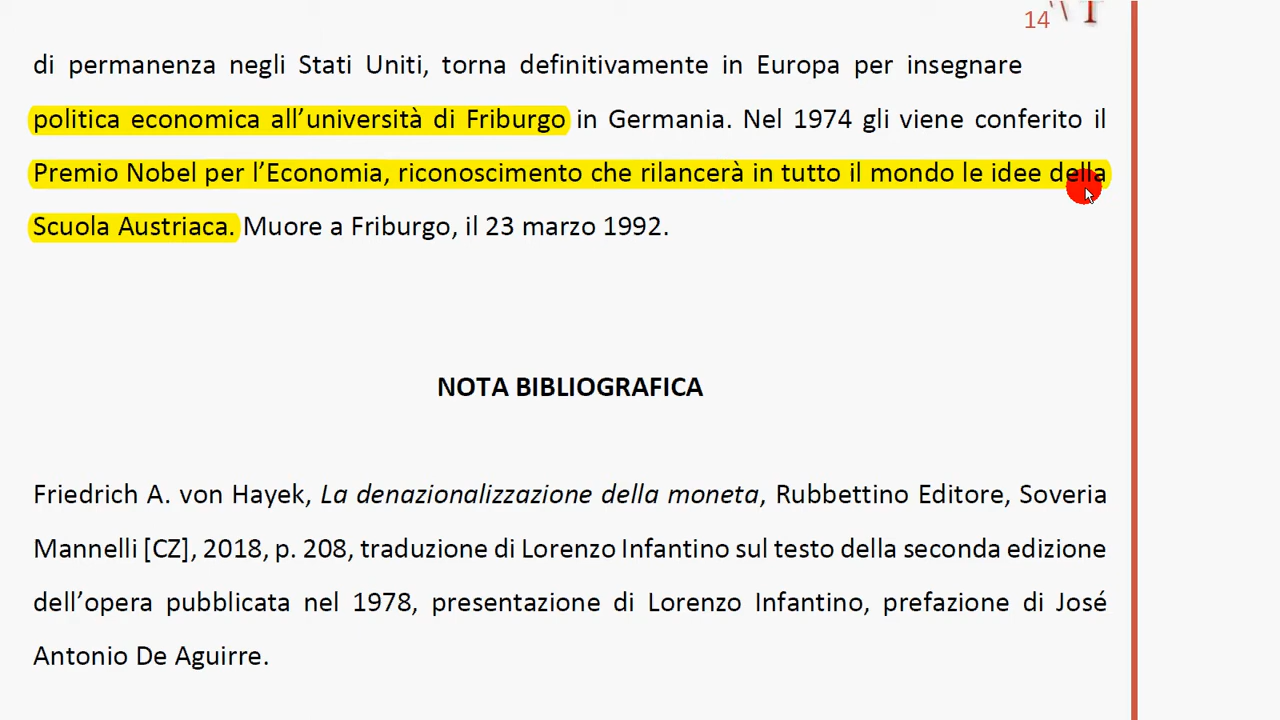 14
di permanenza negli Stati Uniti, torna definitivamente in Europa per insegnare
politica economica all’università di Friburgo in Germania. Nel 1974 gli viene conferito il
Premio Nobel per l’Economia, riconoscimento che rilancerà in tutto il mondo le idee della
Scuola Austriaca. Muore a Friburgo, il 23 marzo 1992.
NOTA BIBLIOGRAFICA
Friedrich A. von Hayek, La denazionalizzazione della moneta, Rubbettino Editore, Soveria
Mannelli [CZ], 2018, p. 208, traduzione di Lorenzo Infantino sul testo della seconda edizione
dell’opera pubblicata nel 1978, presentazione di Lorenzo Infantino, prefazione di José
Antonio De Aguirre.